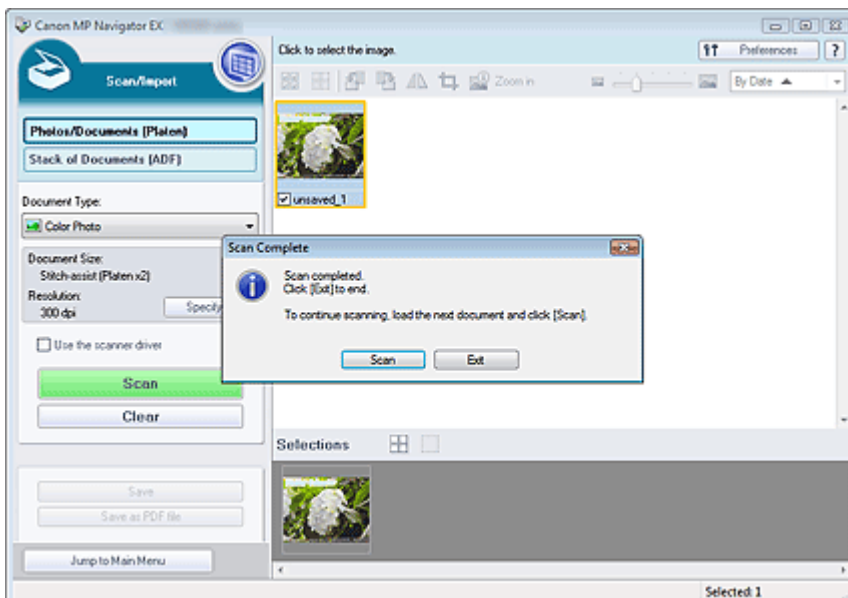 Canon MP Navigator EX
Scan/Import
Click to select the image.
Preferences
?
Zoom in
By Date
Photos/Documents (Platen)
Stack of Documents (ADF)
unsaved_1
Document Type:
Color Photo
Document Size:
Stitch-assist (Platen x2)
Resolution:
300 dpi
Specify
Use the scanner driver
Scan
Clear
Scan Complete
Scan completed.
Click [Exit] to end.
To continue scanning, load the next document and click [Scan].
Scan
Exit
Selections
Save
Save as PDF file
Jump to Main Menu
Selected: 1